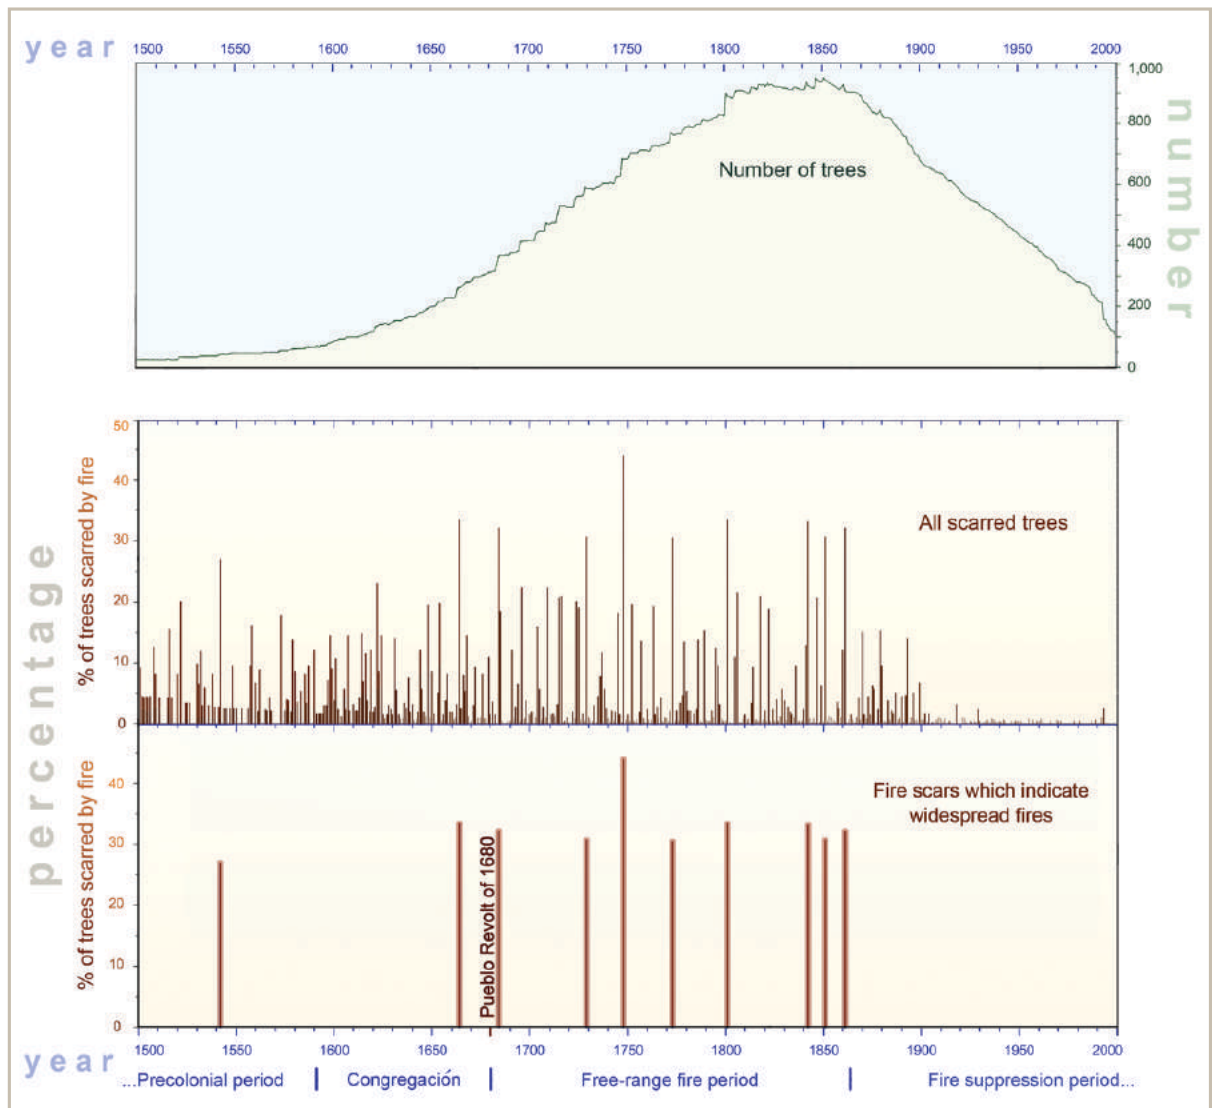 year
1500 1550 1600 1650 1700 1750 1800 1850 1900 1950 2000
1,000
800
600
400
200
0
number
Number of trees
percentage
% of trees scarred by fire
50
40
30
20
10
0
All scarred trees
% of trees scarred by fire
40
30
20
10
0
Fire scars which indicate
widespread fires
Pueblo Revolt of 1680
1500 1550 1600 1650 1700 1750 1800 1850 1900 1950 2000
year
...Precolonial period | Congregación | Free-range fire period | Fire suppression period...